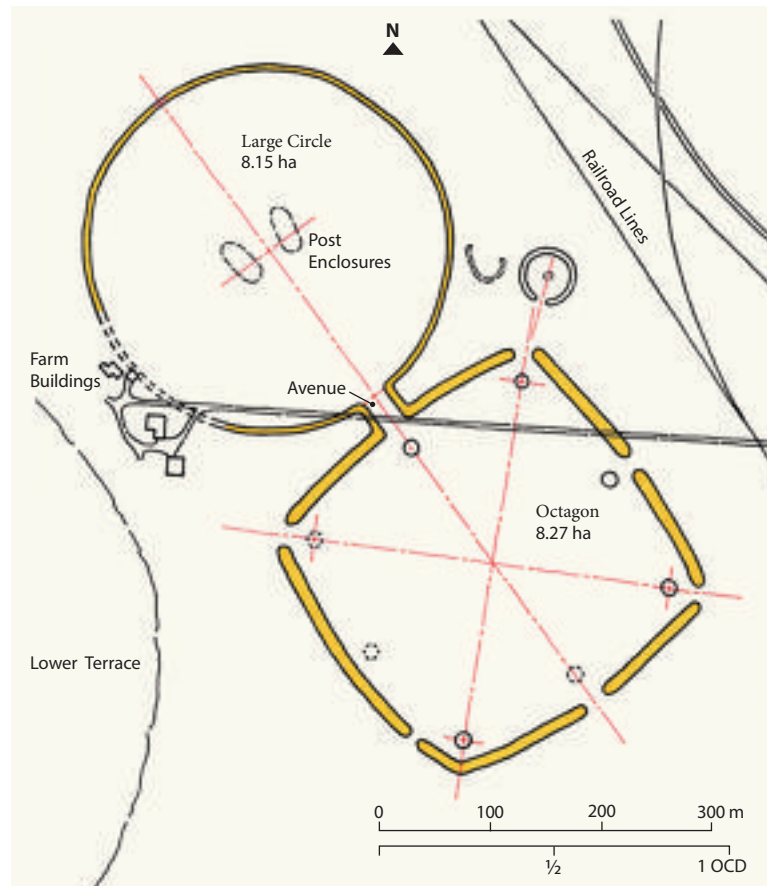 N
Large Circle
8.15 ha
Railroad Lines
Post
Enclosures
Farm
Buildings
Avenue
Octagon
8.27 ha
Lower Terrace
0 100 200 300 m
½ 1 OCD